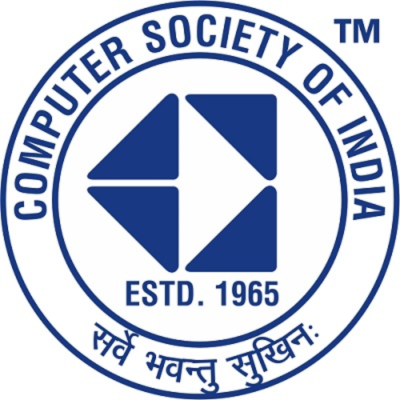 COMPUTER SOCIETY OF INDIA
TM
ESTD. 1965
सर्वे भवन्तु सुखिनः